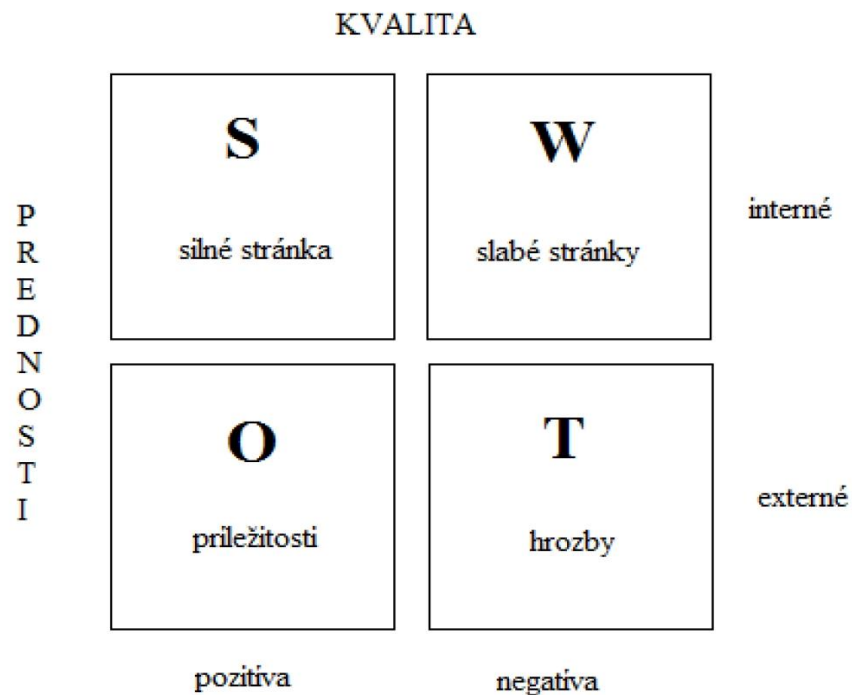 KVALITA
S
W
P
R
E
D
N
O
S
T
I
silné stránka
slabé stránky
interné
O
T
príležitosti
hrozby
externé
pozitíva
negatíva